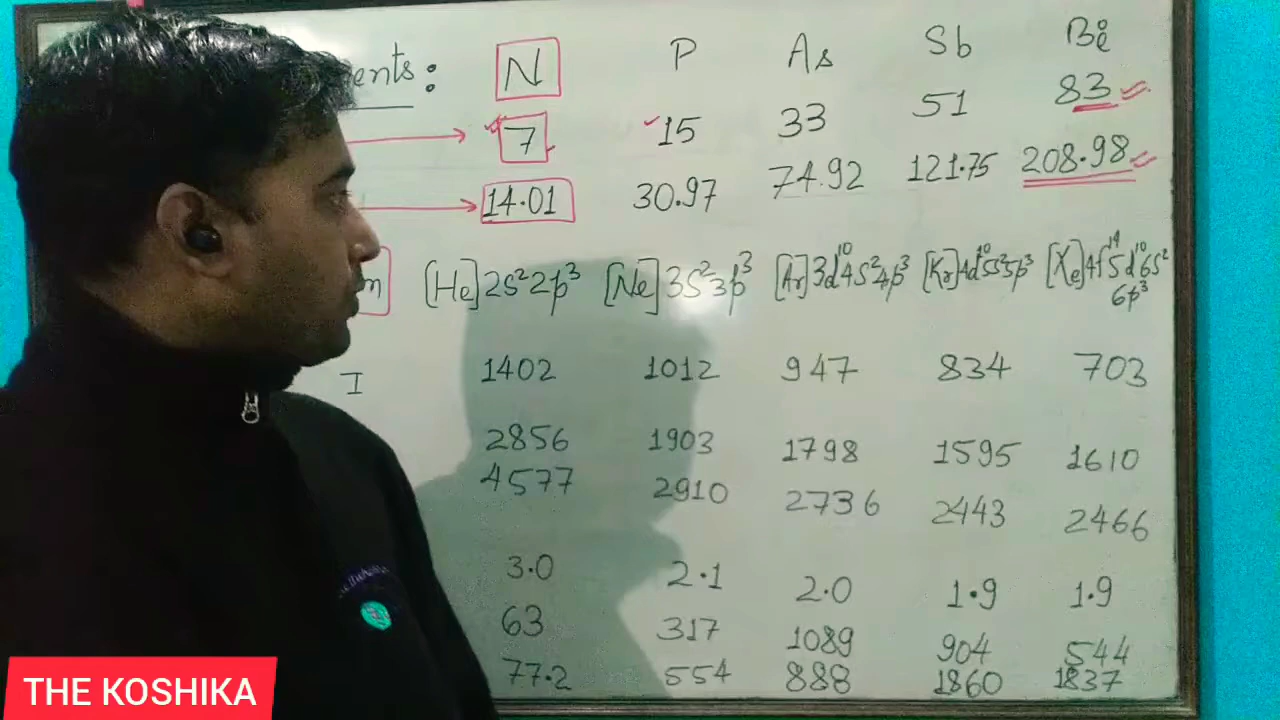 ents : N P As Sb Bi
7 15 33 51 83
14.01 30.97 74.92 121.75 208.98
n [He]2s²2p³ [Ne]3s²3p³ [Ar]3d¹⁰4s²4p³ [Kr]4d¹⁰5s²5p³ [Xe]4f¹⁴5d¹⁰6s²
6p³
I 1402 1012 947 834 703
2856 1903 1798 1595 1610
4577 2910 2736 2443 2466
3.0 2.1 2.0 1.9 1.9
63 317 1089 904 544
77.2 554 888 1860 1837
THE KOSHIKA